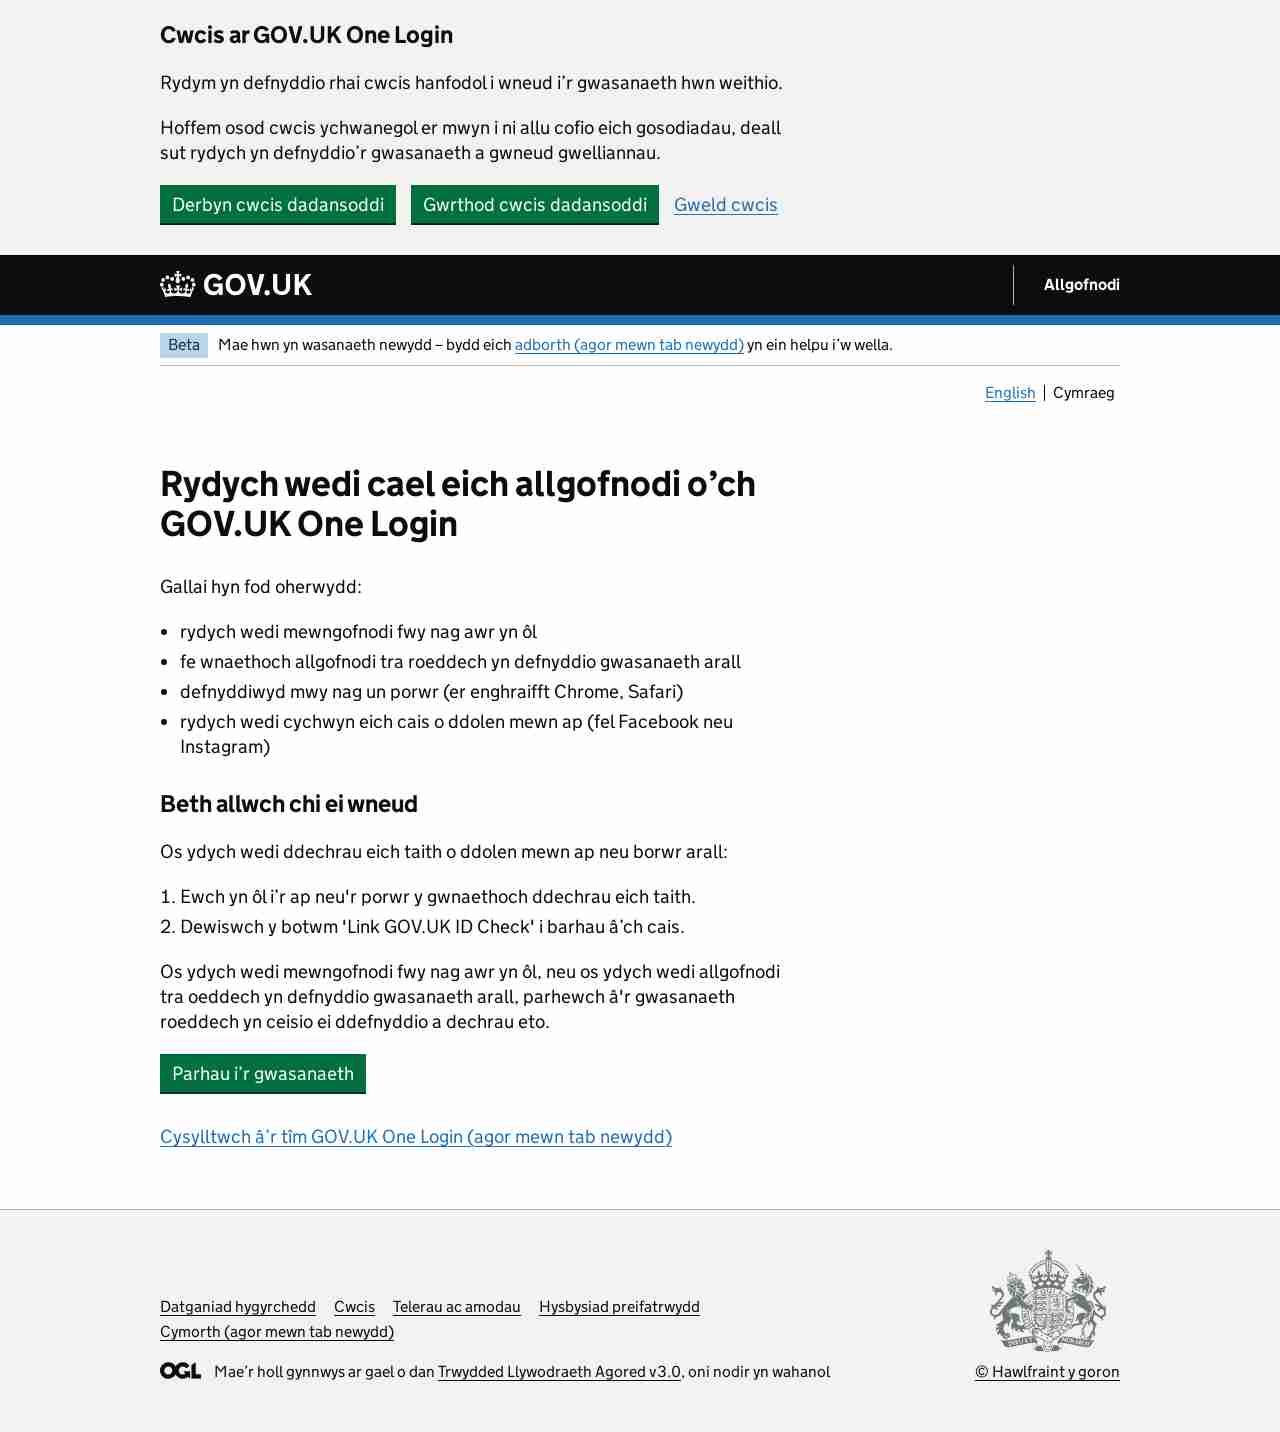 Cwcis ar GOV.UK One Login
Rydym yn defnyddio rhai cwcis hanfodol i wneud i’r gwasanaeth hwn weithio.
Hoffem osod cwcis ychwanegol er mwyn i ni allu cofio eich gosodiadau, deall
sut rydych yn defnyddio’r gwasanaeth a gwneud gwelliannau.
Derbyn cwcis dadansoddi Gwrthod cwcis dadansoddi Gweld cwcis
GOV.UK Allgofnodi
Beta Mae hwn yn wasanaeth newydd – bydd eich adborth (agor mewn tab newydd) yn ein helpu i’w wella.
English Cymraeg
Rydych wedi cael eich allgofnodi o’ch
GOV.UK One Login
Gallai hyn fod oherwydd:
• rydych wedi mewngofnodi fwy nag awr yn ôl
• fe wnaethoch allgofnodi tra roeddech yn defnyddio gwasanaeth arall
• defnyddiwyd mwy nag un porwr (er enghraifft Chrome, Safari)
• rydych wedi cychwyn eich cais o ddolen mewn ap (fel Facebook neu
Instagram)
Beth allwch chi ei wneud
Os ydych wedi ddechrau eich taith o ddolen mewn ap neu borwr arall:
1. Ewch yn ôl i’r ap neu'r porwr y gwnaethoch ddechrau eich taith.
2. Dewiswch y botwm 'Link GOV.UK ID Check' i barhau â’ch cais.
Os ydych wedi mewngofnodi fwy nag awr yn ôl, neu os ydych wedi allgofnodi
tra oeddech yn defnyddio gwasanaeth arall, parhewch â'r gwasanaeth
roeddech yn ceisio ei ddefnyddio a dechrau eto.
Parhau i’r gwasanaeth
Cysylltwch â’r tîm GOV.UK One Login (agor mewn tab newydd)
Datganiad hygyrchedd Cwcis Telerau ac amodau Hysbysiad preifatrwydd
Cymorth (agor mewn tab newydd)
OGL Mae’r holl gynnwys ar gael o dan Trwydded Llywodraeth Agored v3.0, oni nodir yn wahanol
© Hawlfraint y goron